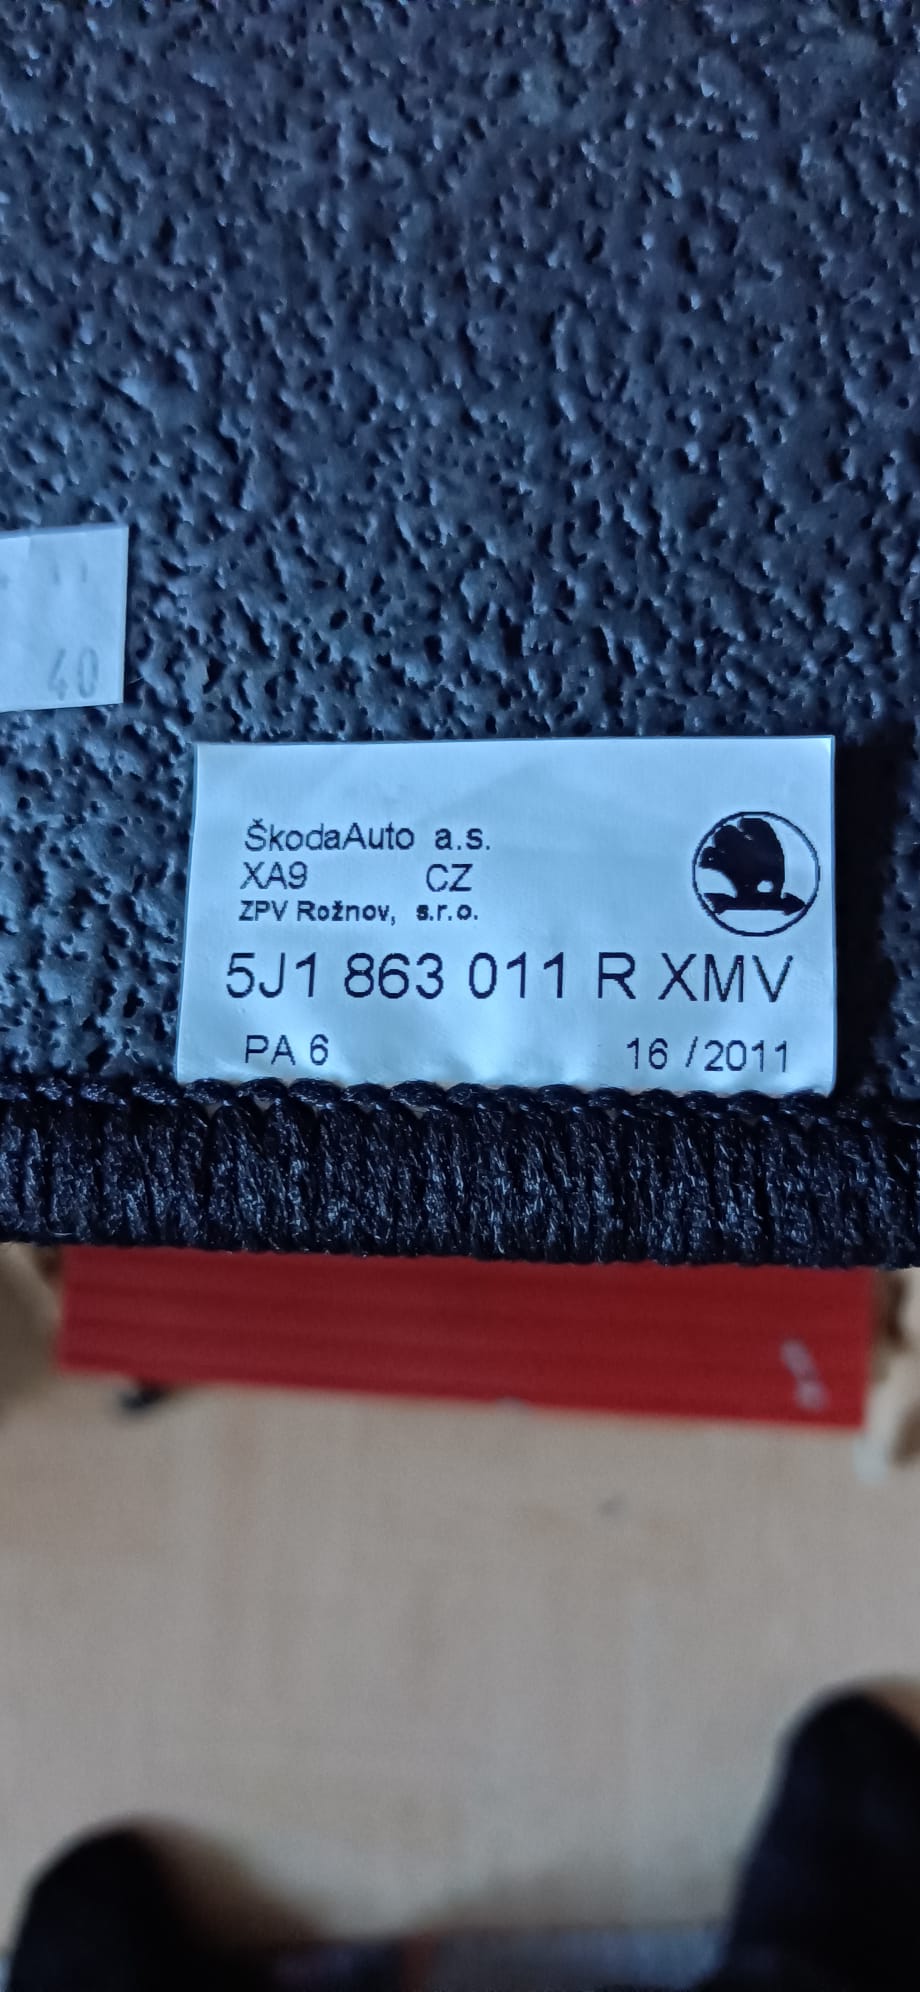 40
ŠkodaAuto a.s.
XA9 CZ
ZPV Rožnov, s.r.o.
5J1 863 011 R XMV
PA 6 16 /2011